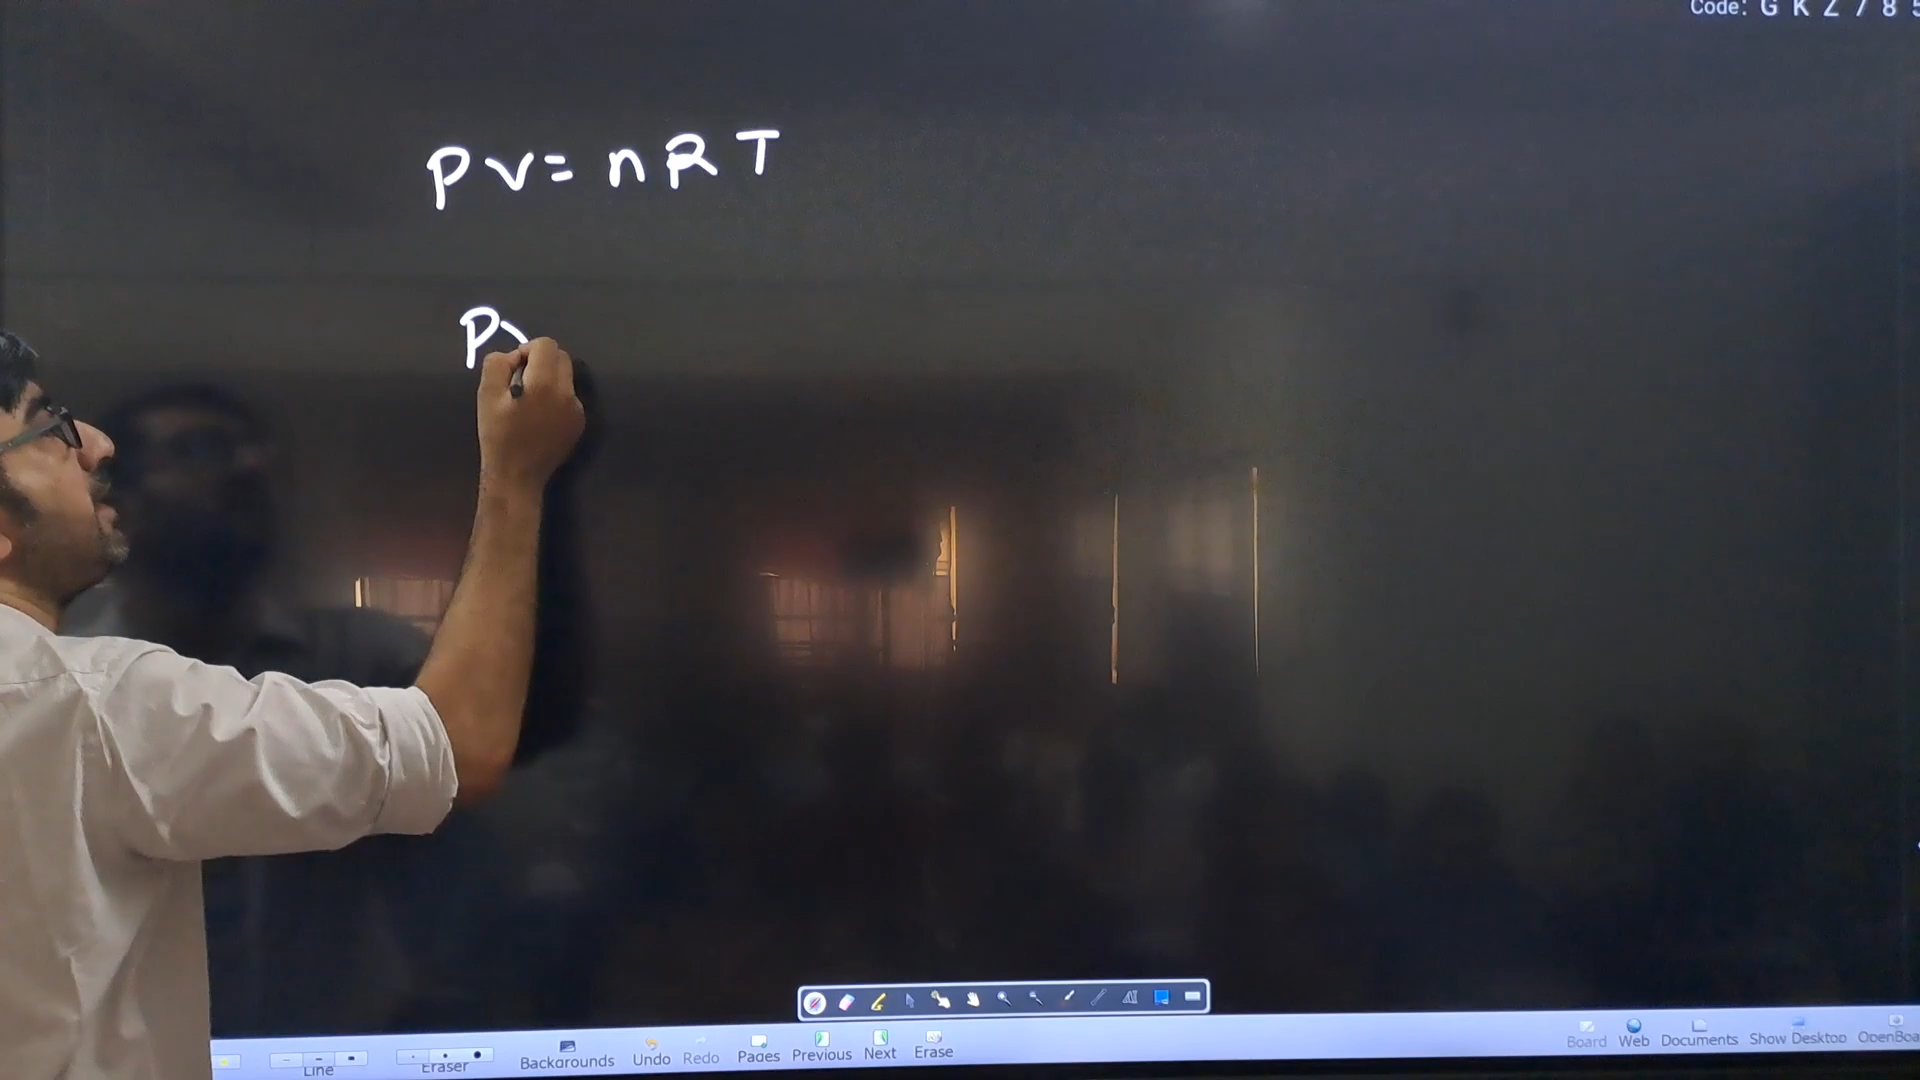 Code: G K Z 7 8 5
PV = nRT
P
Line
Eraser
Backgrounds
Undo
Redo
Pages
Previous
Next
Erase
Board
Web
Documents
Show Desktop